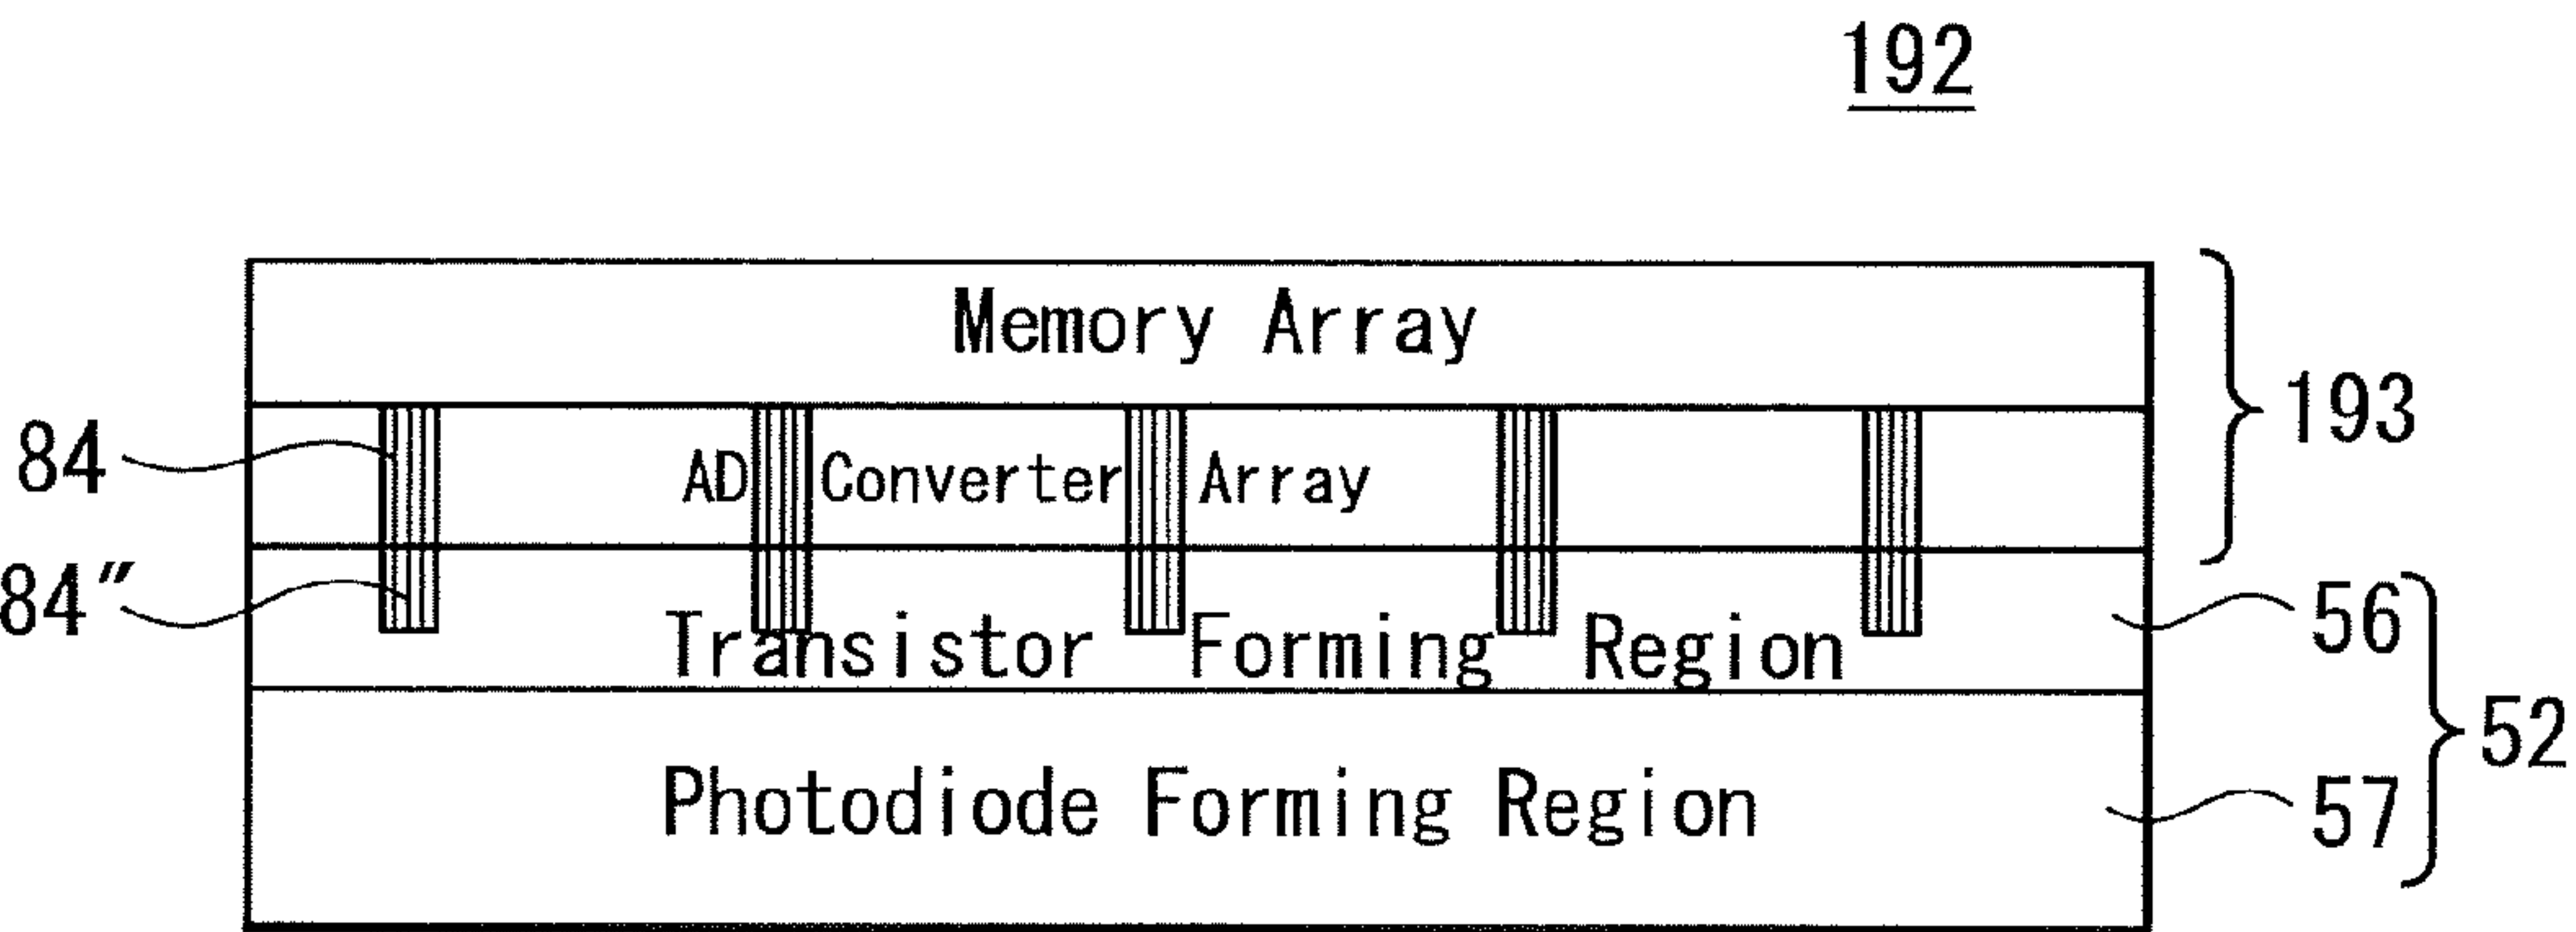 192
Memory Array
193
84
AD Converter Array
84″
56
Transistor Forming Region
52
Photodiode Forming Region
57